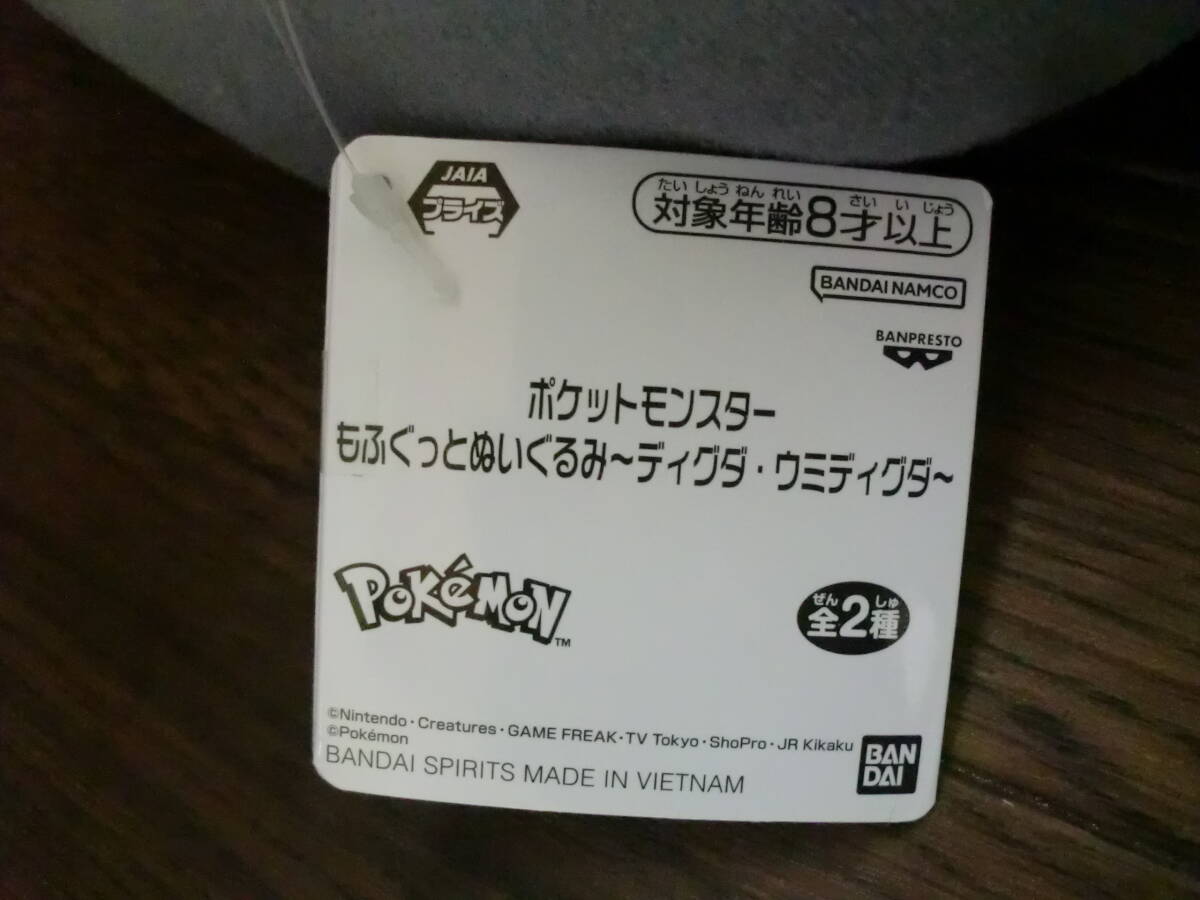 JAIA
プライズ
たいしょうねんれい さい いじょう
対象年齢8才以上
BANDAI NAMCO
BANPRESTO
ポケットモンスター
もふぐっとぬいぐるみ~ディグダ・ウミディグダ~
POKéMON™
ぜん しゅ
全2種
©Nintendo・Creatures・GAME FREAK・TV Tokyo・ShoPro・JR Kikaku
©Pokémon
BANDAI SPIRITS MADE IN VIETNAM
BAN
DAI